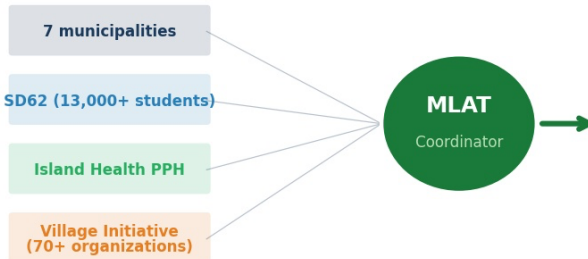 7 municipalities
SD62 (13,000+ students)
Island Health PPH
Village Initiative
(70+ organizations)
MLAT
Coordinator